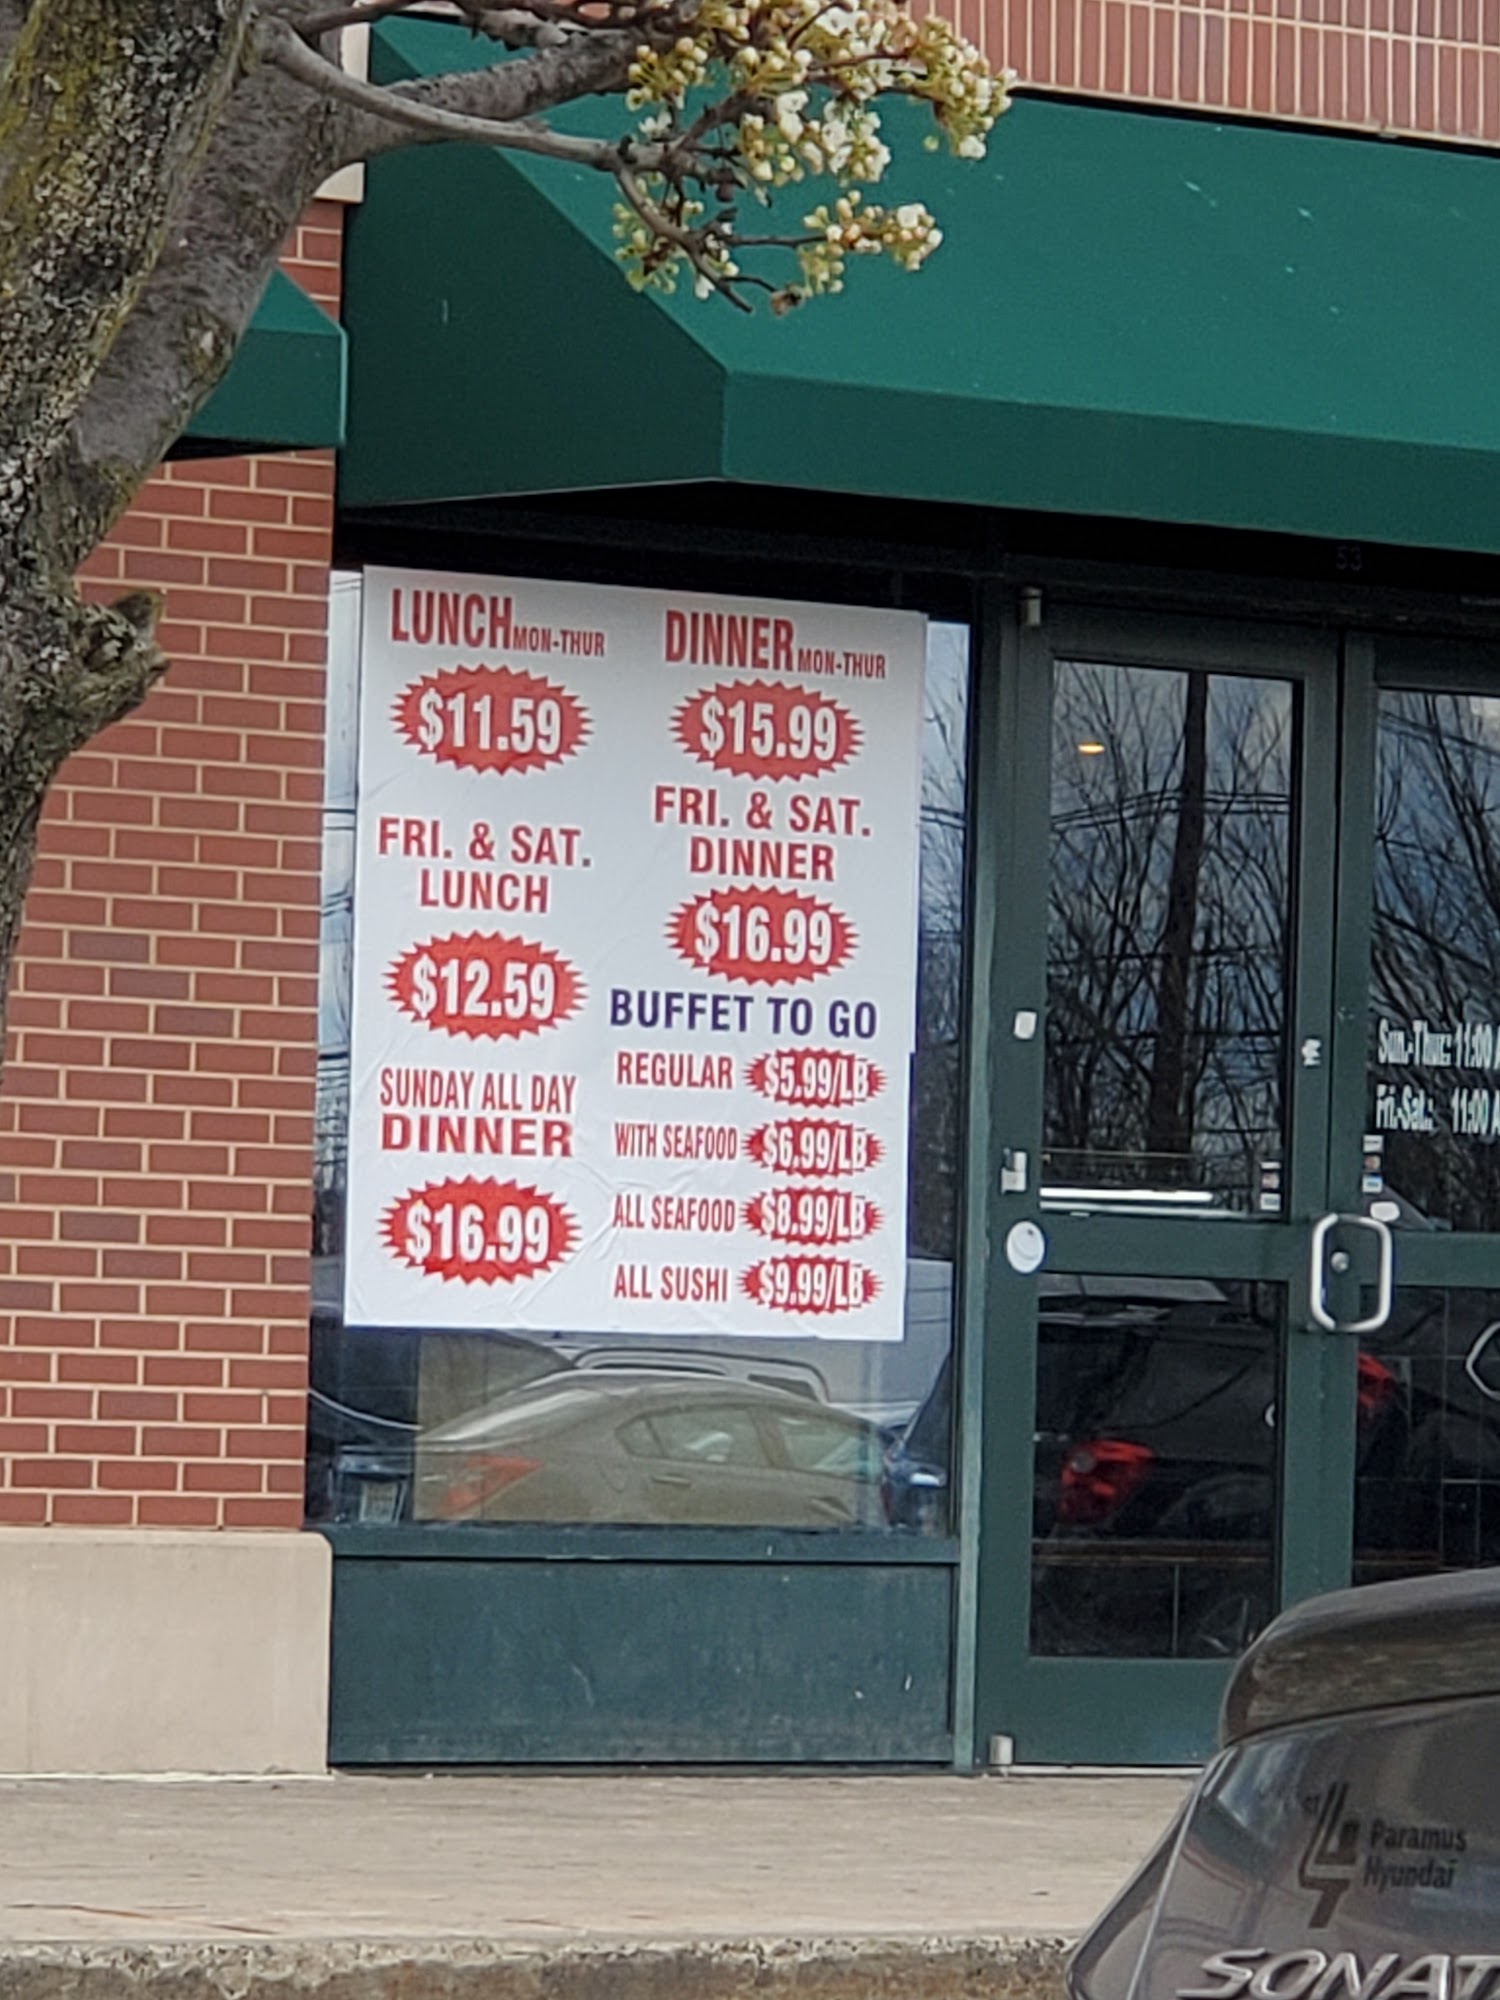 53
LUNCH MON-THUR
$11.59
FRI. & SAT.
LUNCH
$12.59
SUNDAY ALL DAY
DINNER
$16.99
DINNER MON-THUR
$15.99
FRI. & SAT.
DINNER
$16.99
BUFFET TO GO
REGULAR $5.99/LB
WITH SEAFOOD $6.99/LB
ALL SEAFOOD $8.99/LB
ALL SUSHI $9.99/LB
Sun.-Thur.: 11:00 A
Fri.-Sat.: 11:00 A
Paramus
Hyundai
SONAT